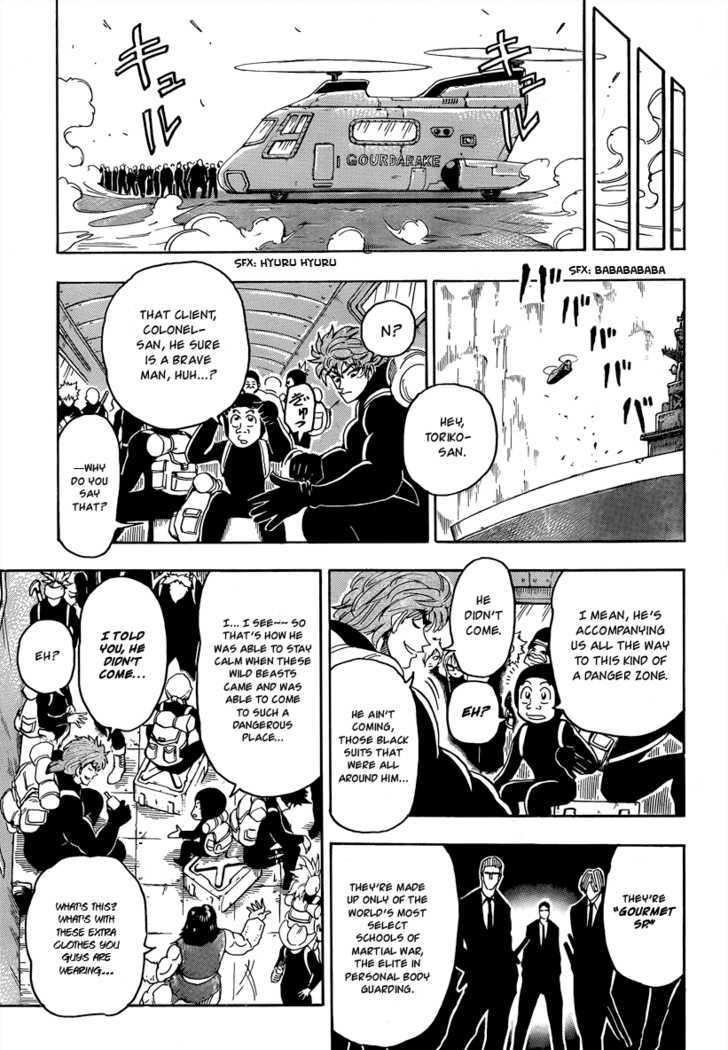 キュル
キュル
GOURDARAKE
SFX: HYURU HYURU
SFX: BABABABABA
ババババ
N?
HEY,
TORIKO-
SAN.
THAT CLIENT,
COLONEL-
SAN, HE SURE
IS A BRAVE
MAN, HUH...?
—WHY
DO YOU
SAY
THAT?
I MEAN, HE'S
ACCOMPANYING
US ALL THE WAY
TO THIS KIND OF
A DANGER ZONE.
HE
DIDN'T
COME.
EH?
HE AIN'T
COMING,
THOSE BLACK
SUITS THAT
WERE ALL
AROUND HIM...
THEY'RE
"GOURMET
SP."
THEY'RE MADE
UP ONLY OF THE
WORLD'S MOST
SELECT
SCHOOLS OF
MARTIAL WAR,
THE ELITE IN
PERSONAL BODY
GUARDING.
I... I SEE~~ SO
THAT'S HOW HE
WAS ABLE TO STAY
CALM WHEN THESE
WILD BEASTS
CAME AND WAS
ABLE TO COME
TO SUCH A
DANGEROUS
PLACE...
I TOLD
YOU, HE
DIDN'T
COME...
EH?
WHAT'S THIS?
WHAT'S WITH
THESE EXTRA
CLOTHES YOU
GUYS ARE
WEARING...